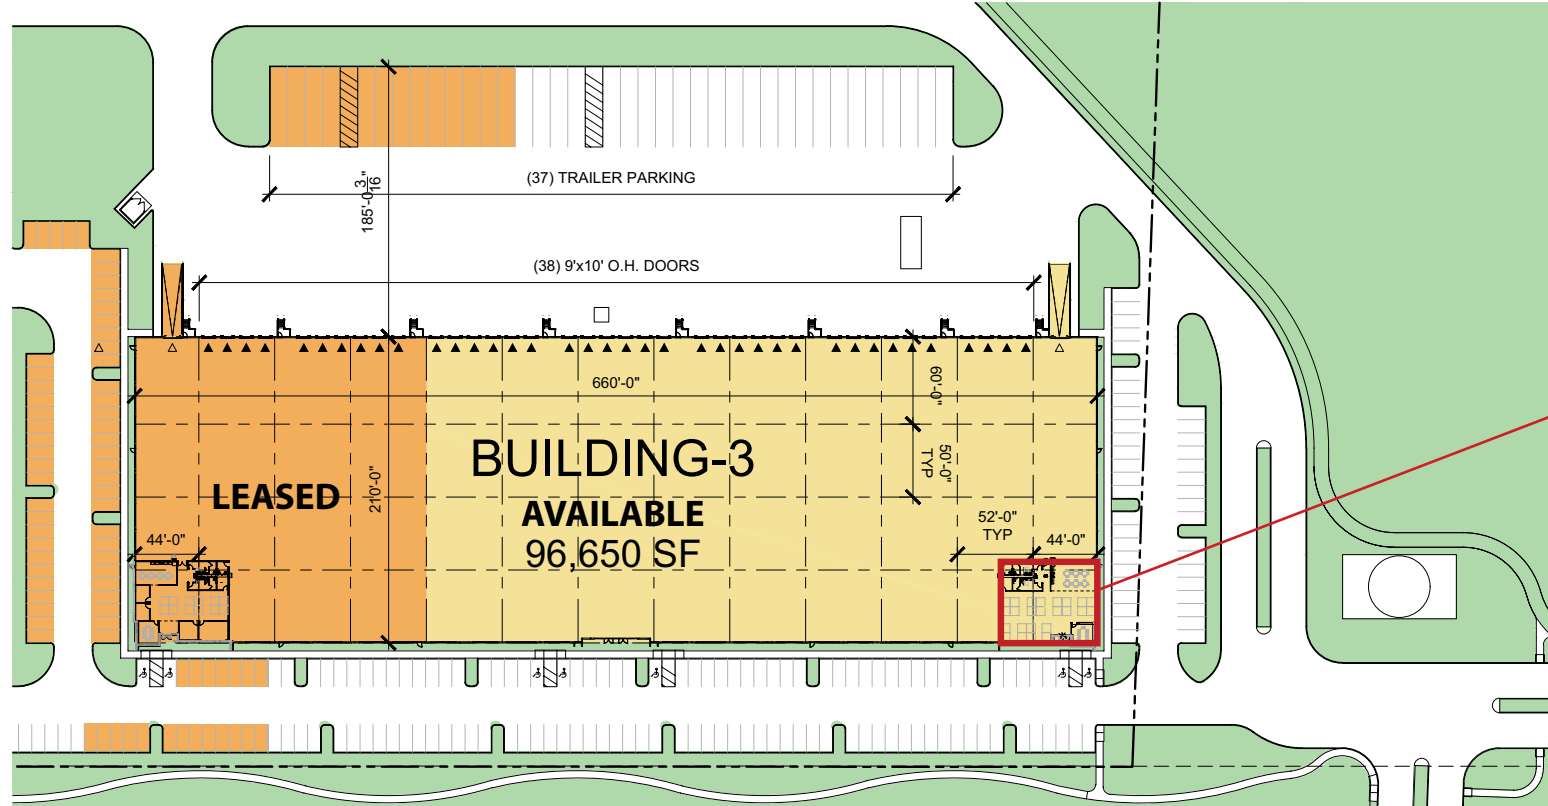 (37) TRAILER PARKING
185'-0 3/16"
(38) 9'x10' O.H. DOORS
660'-0"
60'-0"
BUILDING-3
50'-0"
TYP
LEASED
210'-0"
AVAILABLE
96,650 SF
52'-0"
TYP
44'-0"
44'-0"